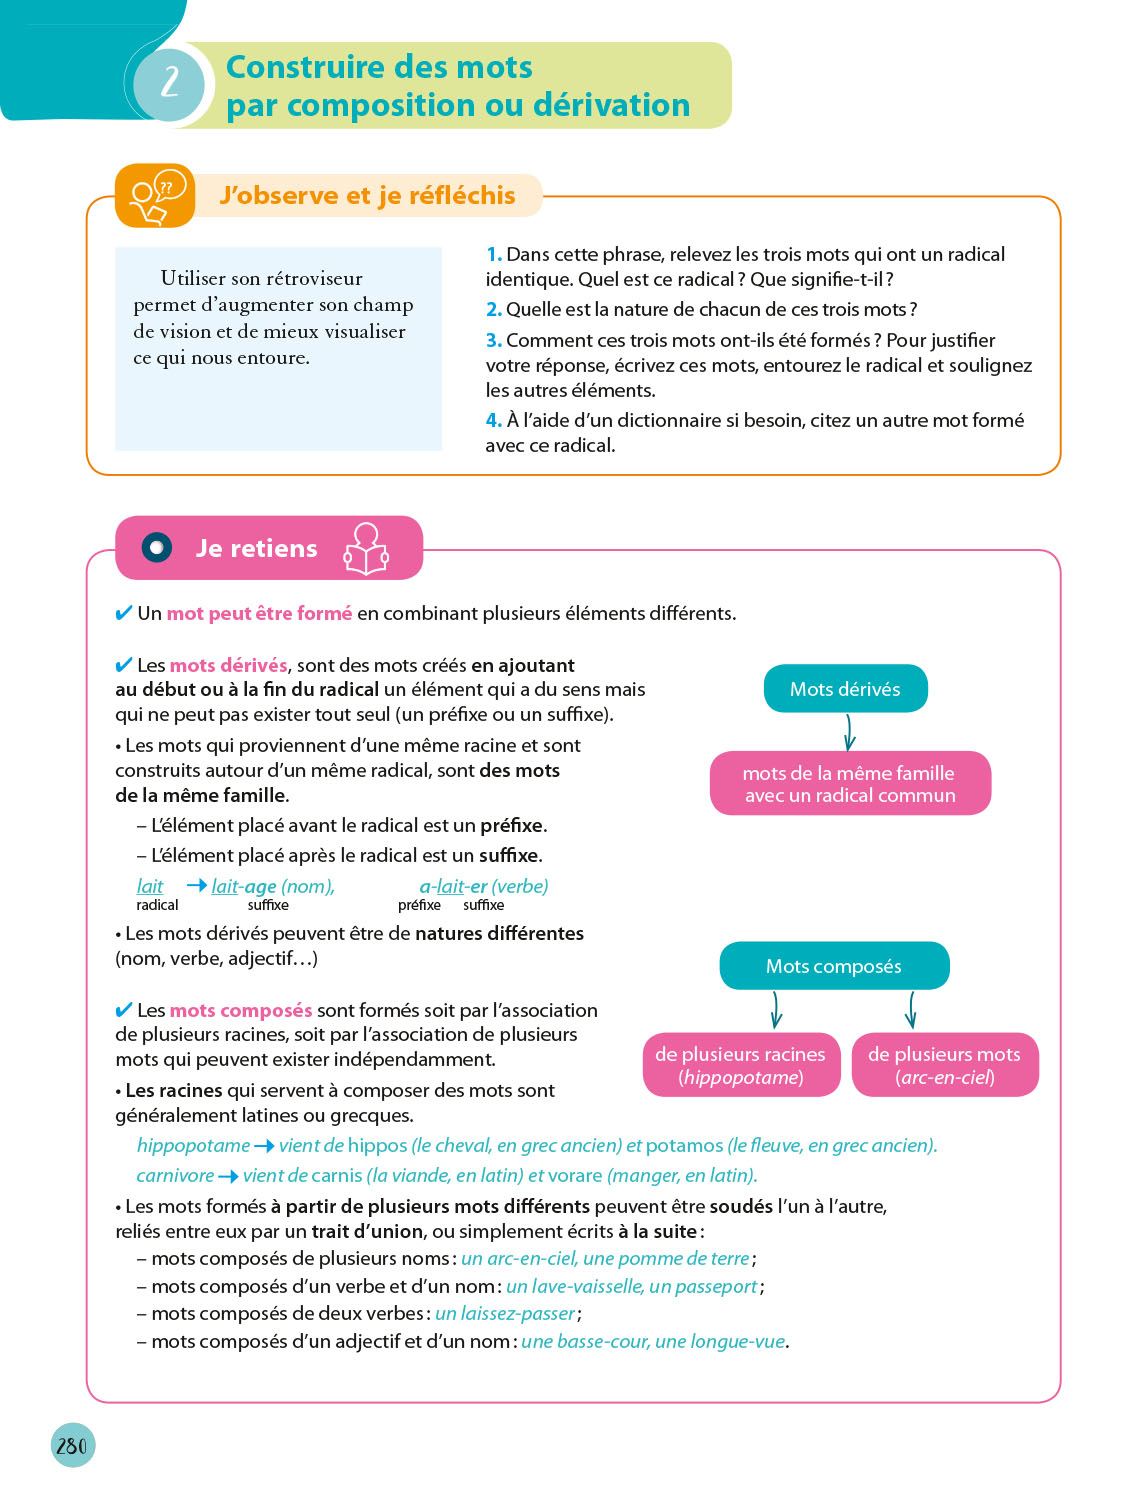 2
Construire des mots
par composition ou dérivation
??
J’observe et je réfléchis
Utiliser son rétroviseur
permet d’augmenter son champ
de vision et de mieux visualiser
ce qui nous entoure.
1. Dans cette phrase, relevez les trois mots qui ont un radical
identique. Quel est ce radical ? Que signifie-t-il ?
2. Quelle est la nature de chacun de ces trois mots ?
3. Comment ces trois mots ont-ils été formés ? Pour justifier
votre réponse, écrivez ces mots, entourez le radical et soulignez
les autres éléments.
4. À l’aide d’un dictionnaire si besoin, citez un autre mot formé
avec ce radical.
Je retiens
✔ Un mot peut être formé en combinant plusieurs éléments différents.
✔ Les mots dérivés, sont des mots créés en ajoutant
au début ou à la fin du radical un élément qui a du sens mais
qui ne peut pas exister tout seul (un préfixe ou un suffixe).
• Les mots qui proviennent d’une même racine et sont
construits autour d’un même radical, sont des mots
de la même famille.
– L’élément placé avant le radical est un préfixe.
– L’élément placé après le radical est un suffixe.
lait ➝ lait-age (nom), a-lait-er (verbe)
radical suffixe préfixe suffixe
• Les mots dérivés peuvent être de natures différentes
(nom, verbe, adjectif…)
Mots dérivés
mots de la même famille
avec un radical commun
✔ Les mots composés sont formés soit par l’association
de plusieurs racines, soit par l’association de plusieurs
mots qui peuvent exister indépendamment.
• Les racines qui servent à composer des mots sont
généralement latines ou grecques.
Mots composés
de plusieurs racines
(hippopotame)
de plusieurs mots
(arc-en-ciel)
hippopotame ➝ vient de hippos (le cheval, en grec ancien) et potamos (le fleuve, en grec ancien).
carnivore ➝ vient de carnis (la viande, en latin) et vorare (manger, en latin).
• Les mots formés à partir de plusieurs mots différents peuvent être soudés l’un à l’autre,
reliés entre eux par un trait d’union, ou simplement écrits à la suite :
– mots composés de plusieurs noms : un arc-en-ciel, une pomme de terre ;
– mots composés d’un verbe et d’un nom : un lave-vaisselle, un passeport ;
– mots composés de deux verbes : un laissez-passer ;
– mots composés d’un adjectif et d’un nom : une basse-cour, une longue-vue.
280